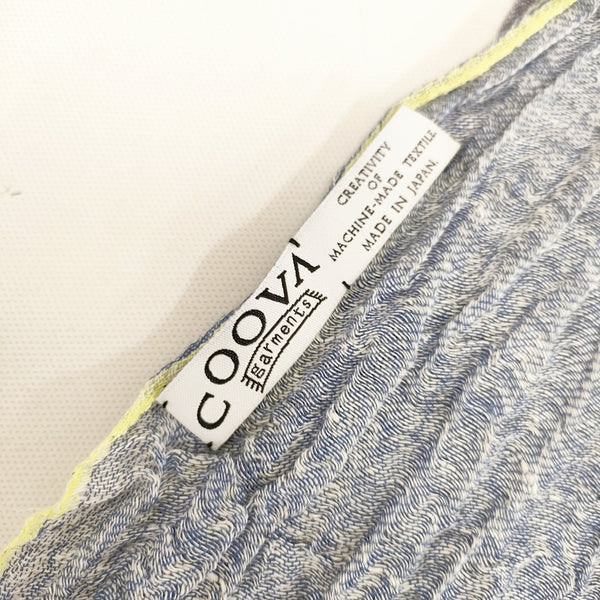 COOVA
garments
CREATIVITY
OF
MACHINE-MADE TEXTILE
MADE IN JAPAN.